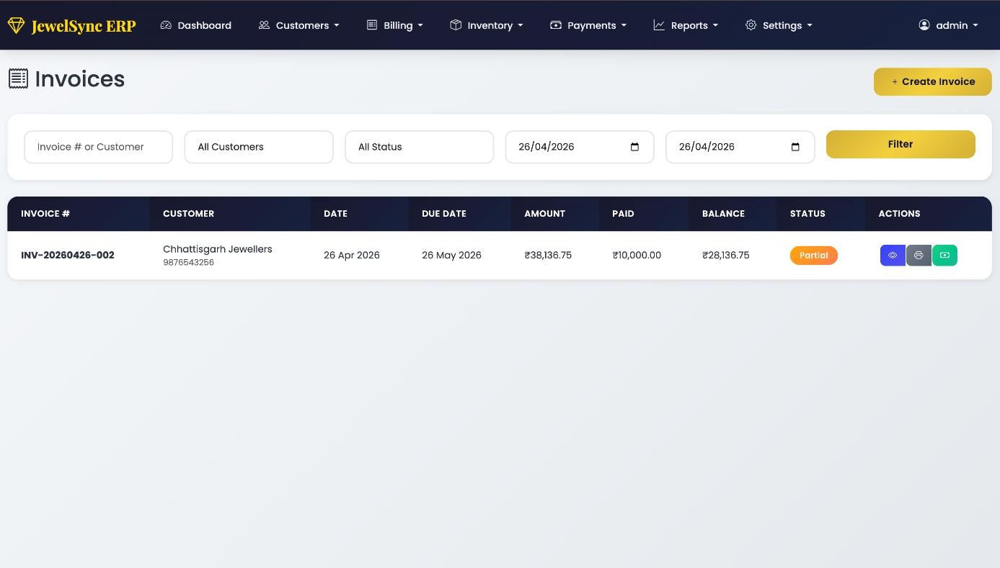 JewelSync ERP Dashboard Customers Billing Inventory Payments Reports Settings admin
Invoices
+ Create Invoice
Invoice # or Customer All Customers All Status 26/04/2026 26/04/2026 Filter
INVOICE # CUSTOMER DATE DUE DATE AMOUNT PAID BALANCE STATUS ACTIONS
INV-20260426-002 Chhattisgarh Jewellers 26 Apr 2026 26 May 2026 ₹38,136.75 ₹10,000.00 ₹28,136.75 Partial
9876543256